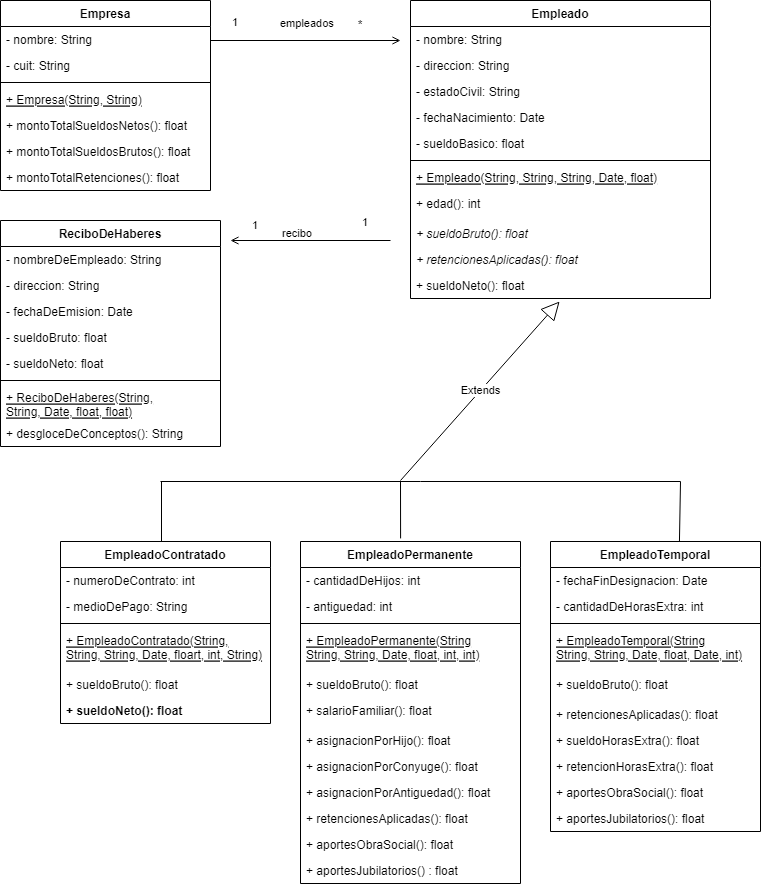 Empresa
- nombre: String
- cuit: String
+ Empresa(String, String)
+ montoTotalSueldosNetos(): float
+ montoTotalSueldosBrutos(): float
+ montoTotalRetenciones(): float
1
empleados
*
Empleado
- nombre: String
- direccion: String
- estadoCivil: String
- fechaNacimiento: Date
- sueldoBasico: float
+ Empleado(String, String, String, Date, float)
+ edad(): int
+ sueldoBruto(): float
+ retencionesAplicadas(): float
+ sueldoNeto(): float
1
recibo
1
ReciboDeHaberes
- nombreDeEmpleado: String
- direccion: String
- fechaDeEmision: Date
- sueldoBruto: float
- sueldoNeto: float
+ ReciboDeHaberes(String,
String, Date, float, float)
+ desgloceDeConceptos(): String
Extends
EmpleadoContratado
- numeroDeContrato: int
- medioDePago: String
+ EmpleadoContratado(String,
String, String, Date, floart, int, String)
+ sueldoBruto(): float
+ sueldoNeto(): float
EmpleadoPermanente
- cantidadDeHijos: int
- antiguedad: int
+ EmpleadoPermanente(String
String, String, Date, float, int, int)
+ sueldoBruto(): float
+ salarioFamiliar(): float
+ asignacionPorHijo(): float
+ asignacionPorConyuge(): float
+ asignacionPorAntiguedad(): float
+ retencionesAplicadas(): float
+ aportesObraSocial(): float
+ aportesJubilatorios() : float
EmpleadoTemporal
- fechaFinDesignacion: Date
- cantidadDeHorasExtra: int
+ EmpleadoTemporal(String
String, String, Date, float, Date, int)
+ sueldoBruto(): float
+ retencionesAplicadas(): float
+ sueldoHorasExtra(): float
+ retencionHorasExtra(): float
+ aportesObraSocial(): float
+ aportesJubilatorios(): float